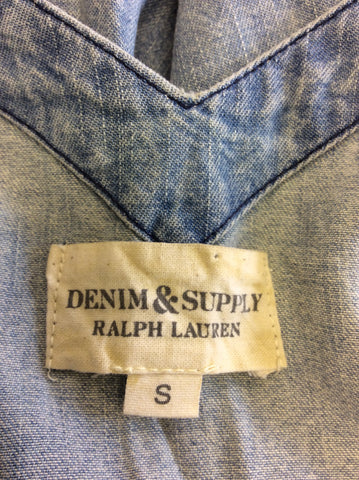 DENIM & SUPPLY
RALPH LAUREN
S